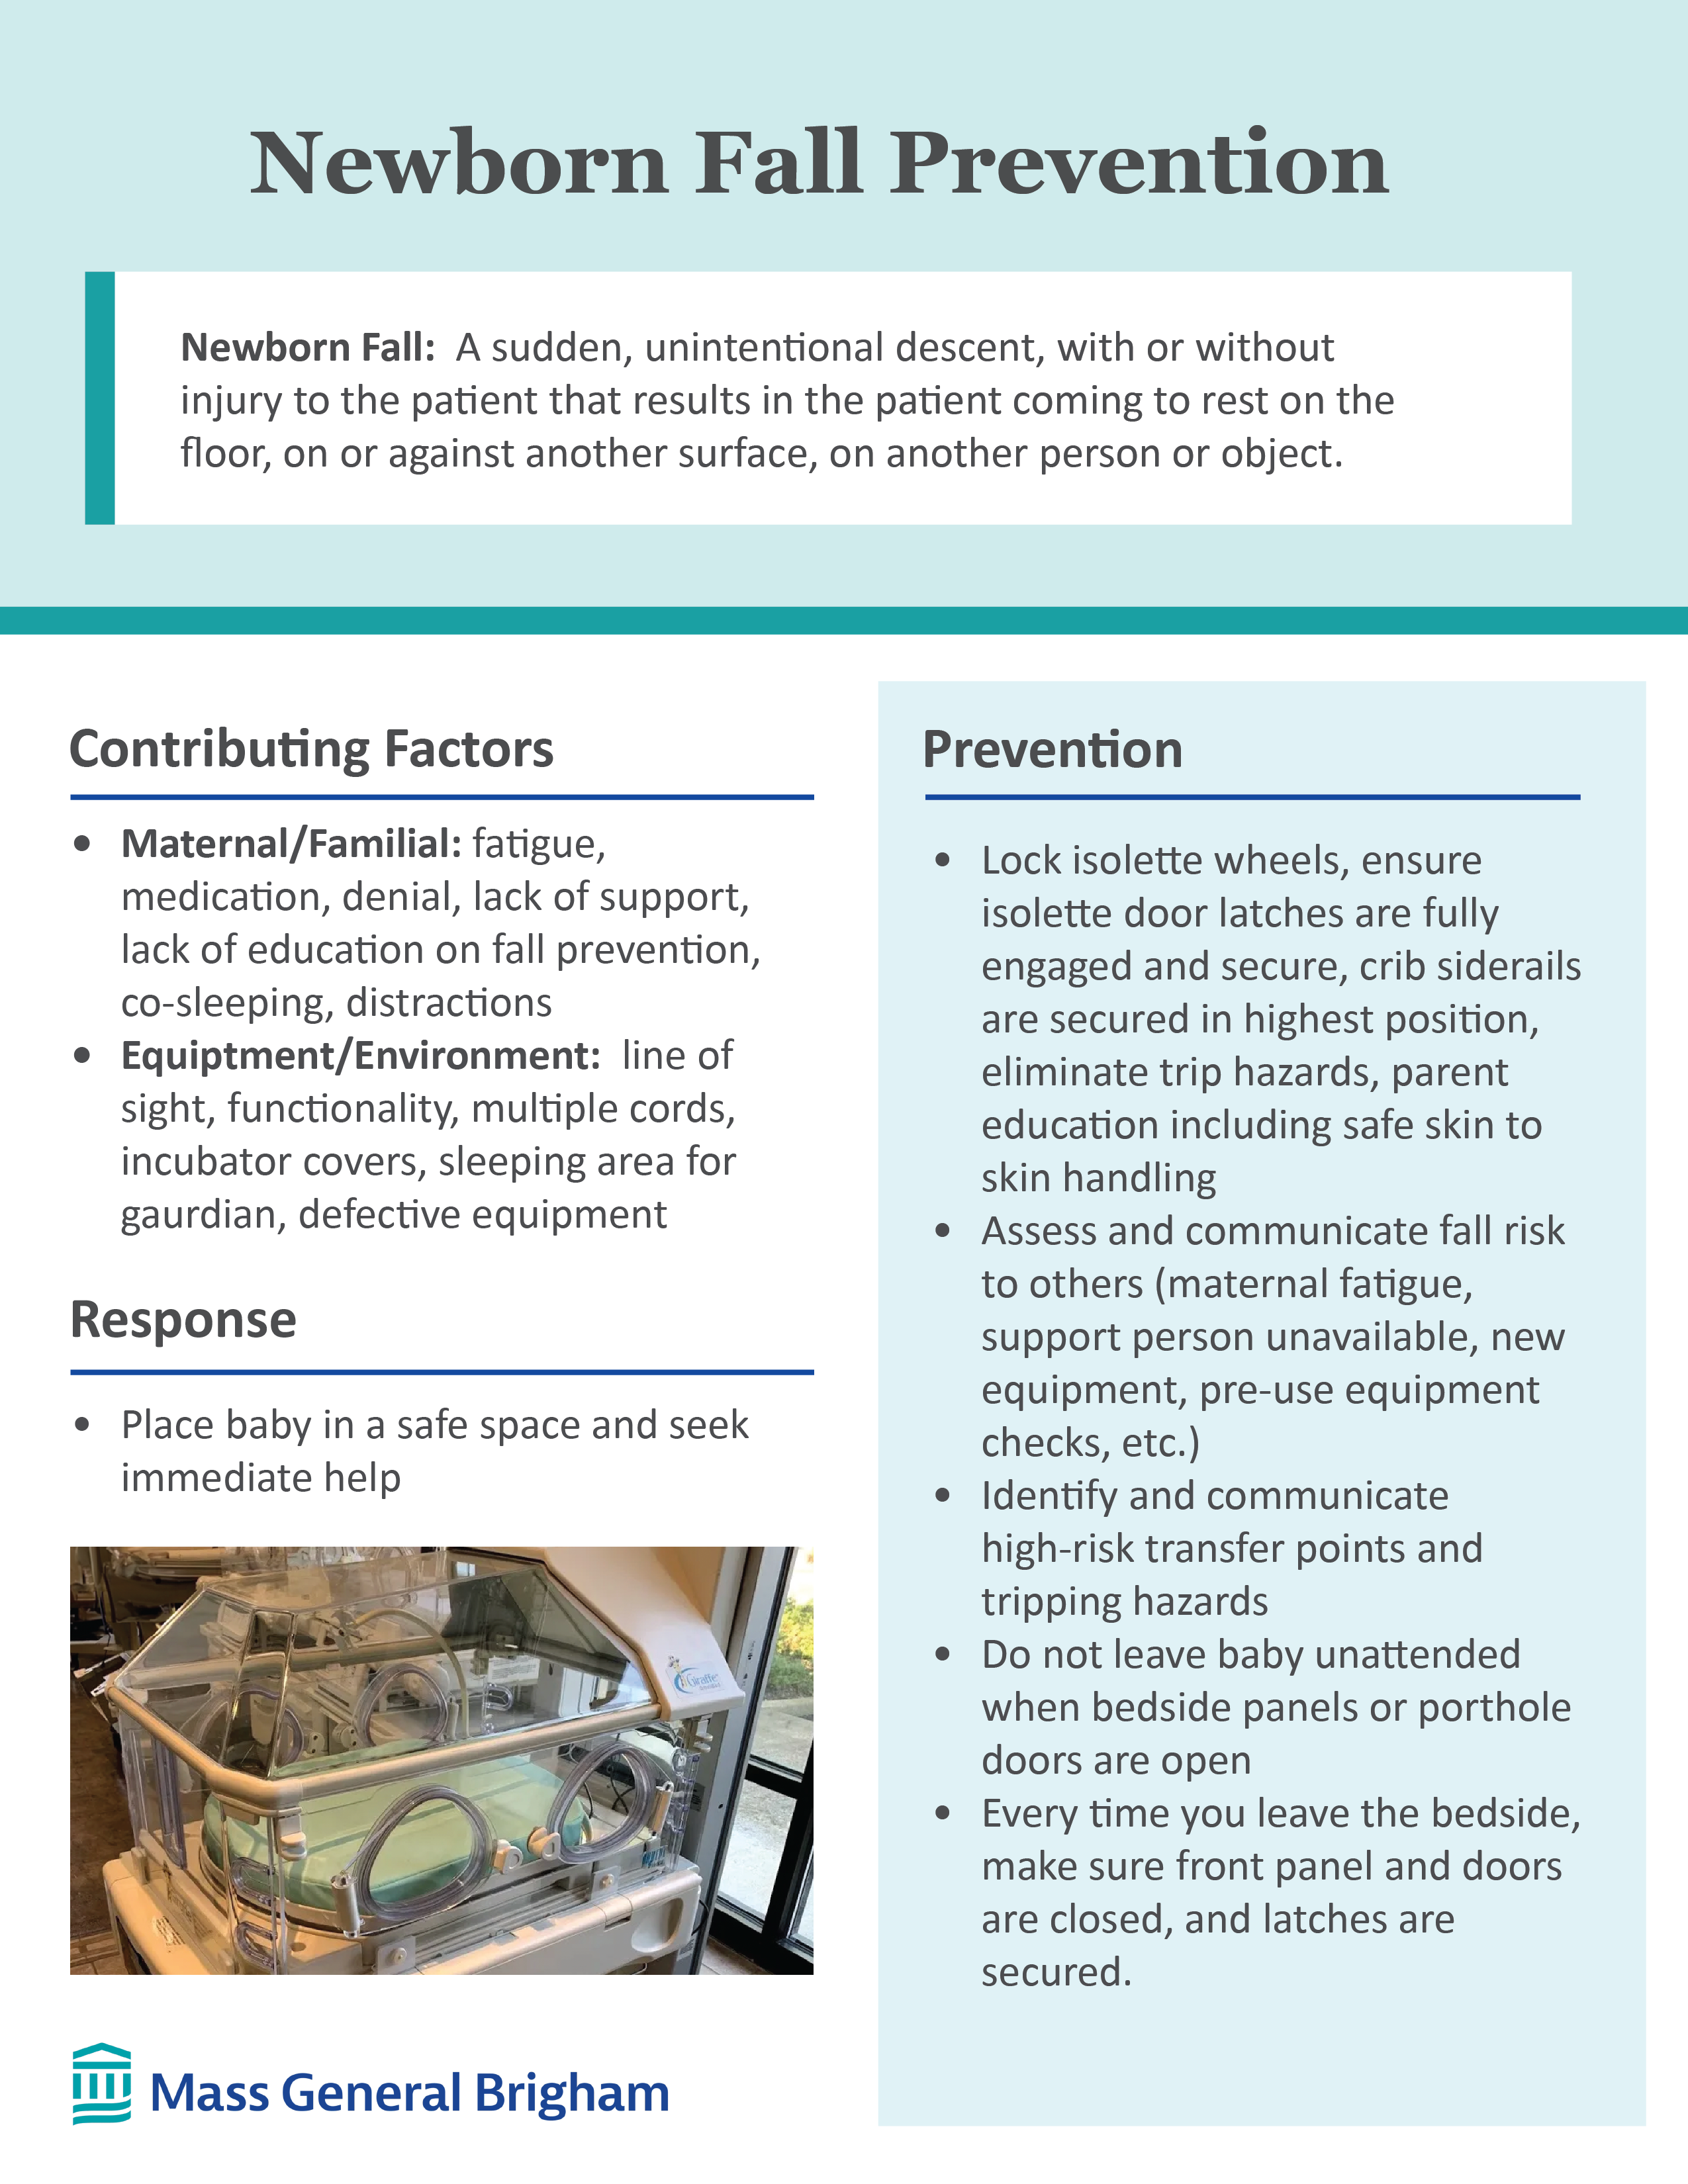 Newborn Fall Prevention
Newborn Fall:  A sudden, unintentional descent, with or without
injury to the patient that results in the patient coming to rest on the
floor, on or against another surface, on another person or object.
Contributing Factors
• Maternal/Familial: fatigue,
medication, denial, lack of support,
lack of education on fall prevention,
co-sleeping, distractions
• Equiptment/Environment:  line of
sight, functionality, multiple cords,
incubator covers, sleeping area for
gaurdian, defective equipment
Response
• Place baby in a safe space and seek
immediate help
Giraffe
Mass General Brigham
Prevention
• Lock isolette wheels, ensure
isolette door latches are fully
engaged and secure, crib siderails
are secured in highest position,
eliminate trip hazards, parent
education including safe skin to
skin handling
• Assess and communicate fall risk
to others (maternal fatigue,
support person unavailable, new
equipment, pre-use equipment
checks, etc.)
• Identify and communicate
high-risk transfer points and
tripping hazards
• Do not leave baby unattended
when bedside panels or porthole
doors are open
• Every time you leave the bedside,
make sure front panel and doors
are closed, and latches are
secured.